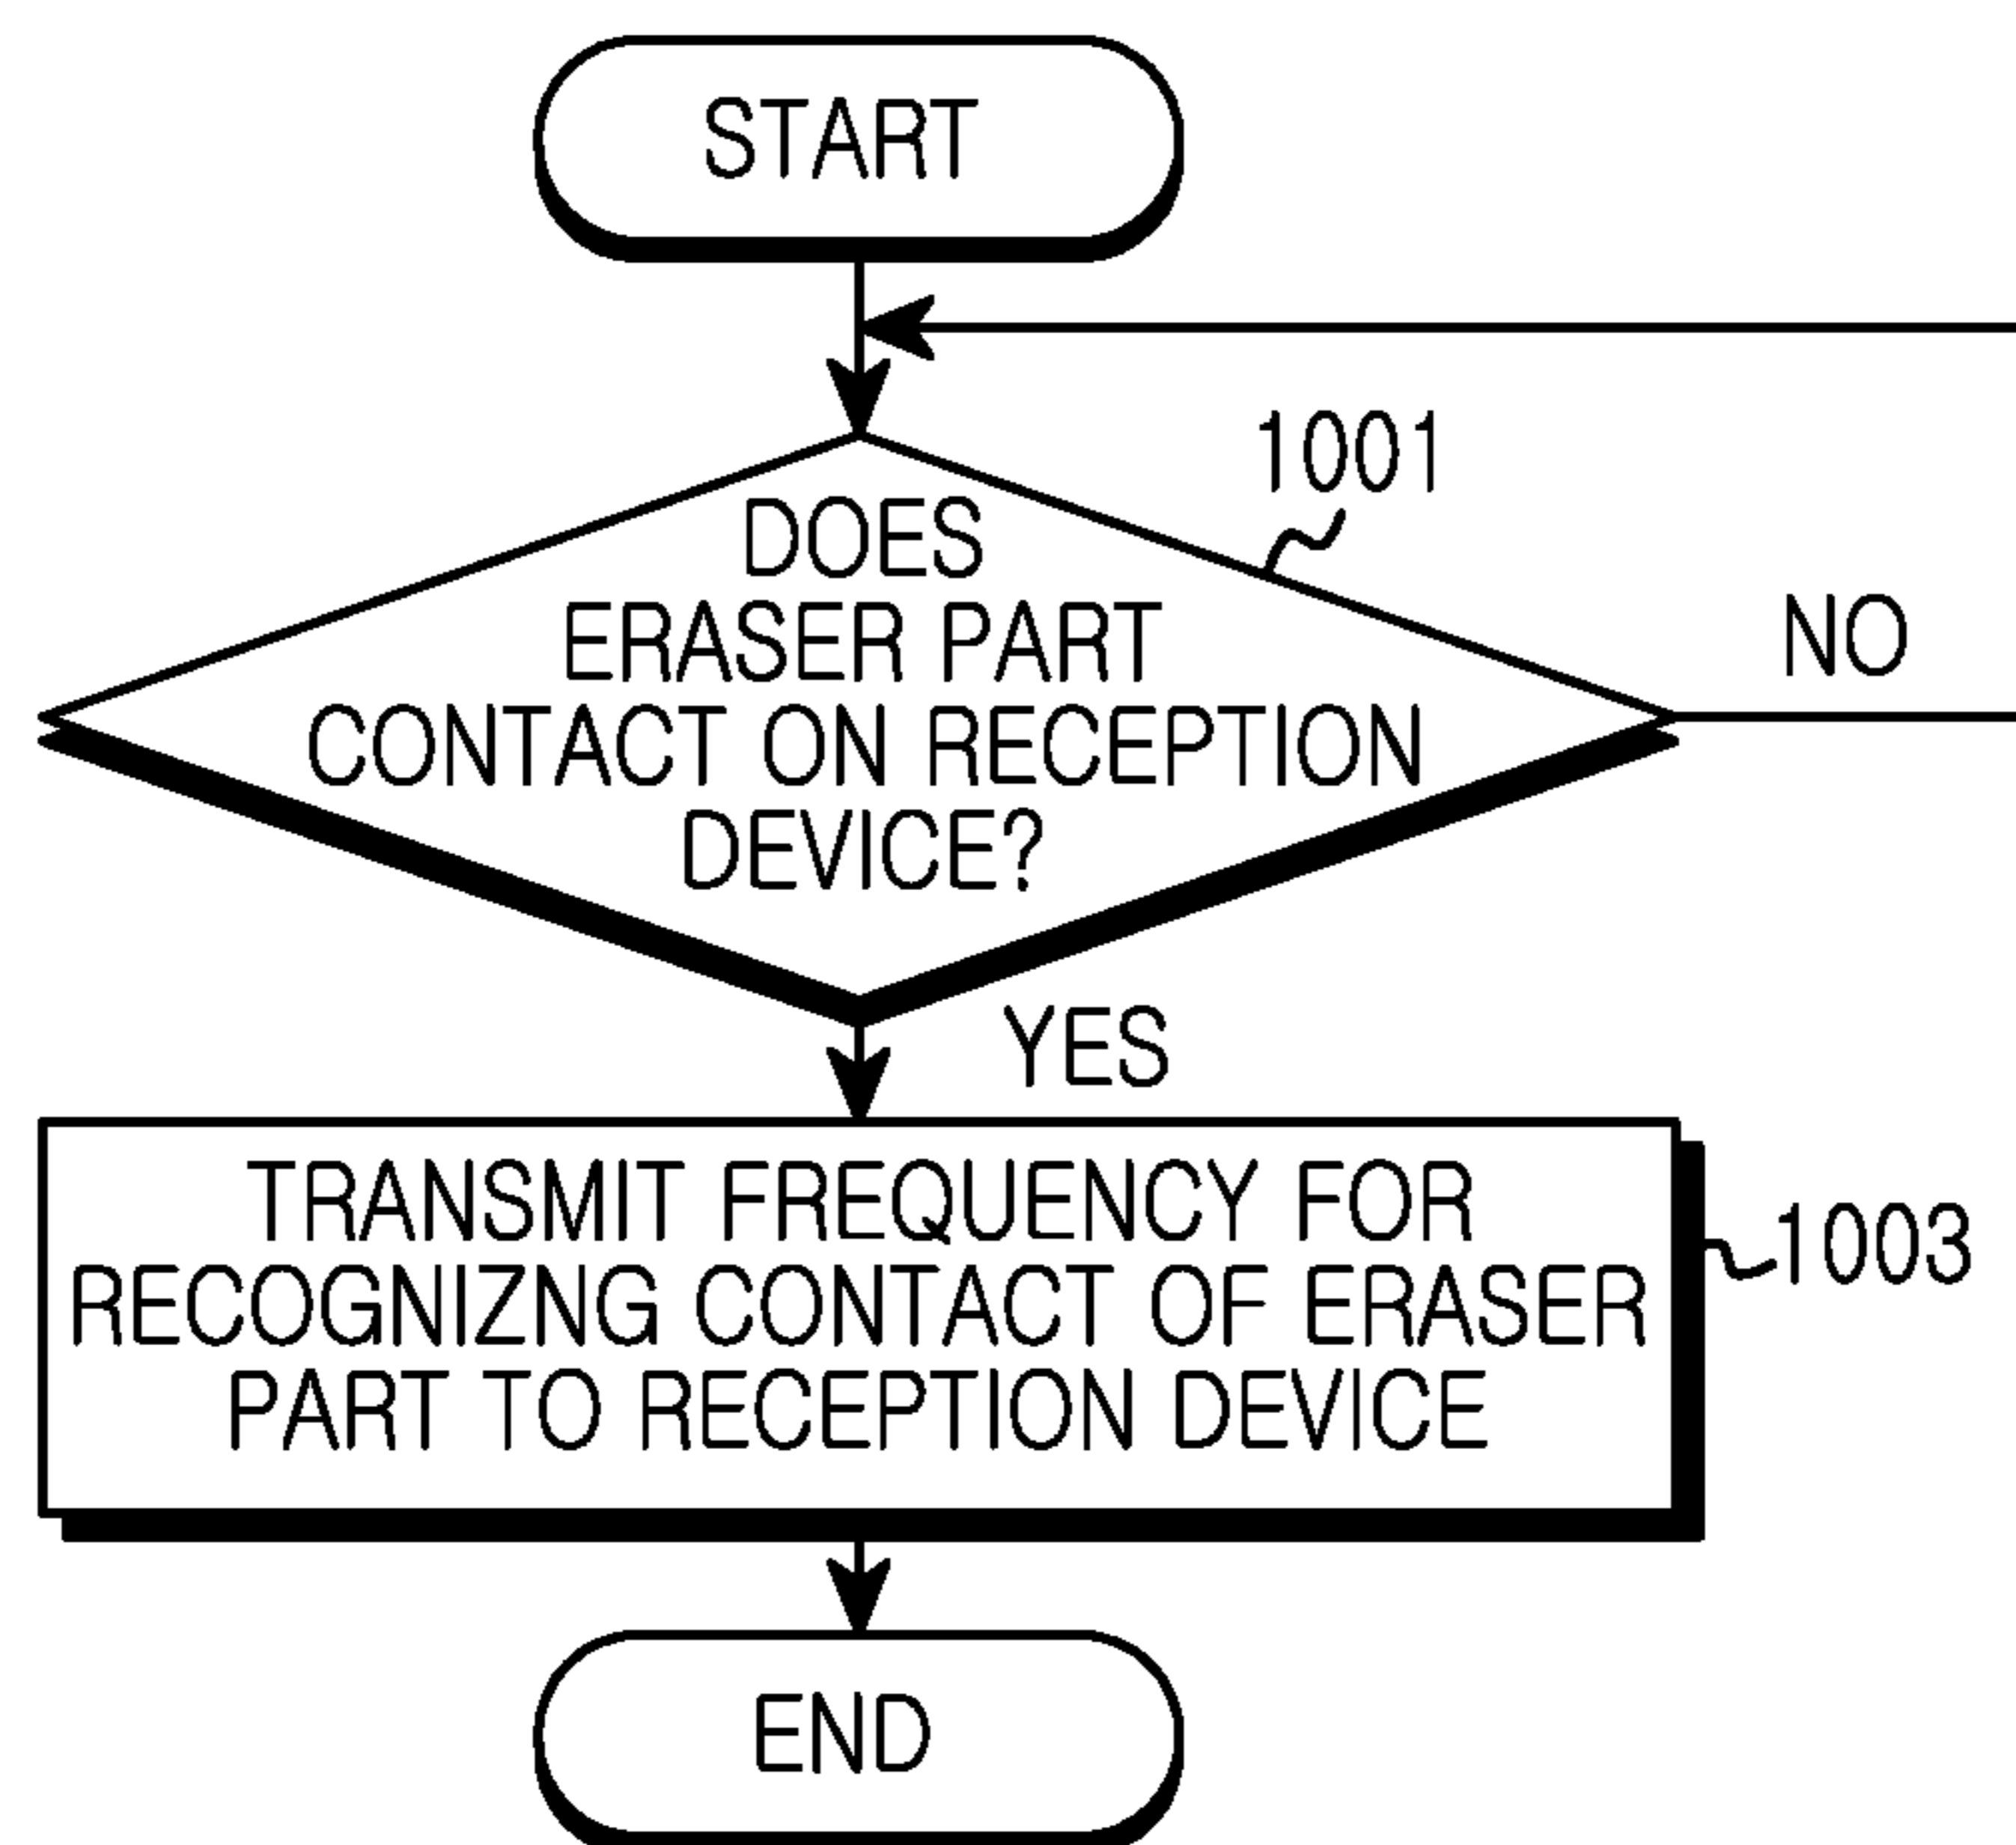 START
1001
DOES
ERASER PART
CONTACT ON RECEPTION
DEVICE?
NO
YES
TRANSMIT FREQUENCY FOR
RECOGNIZNG CONTACT OF ERASER
PART TO RECEPTION DEVICE
1003
END